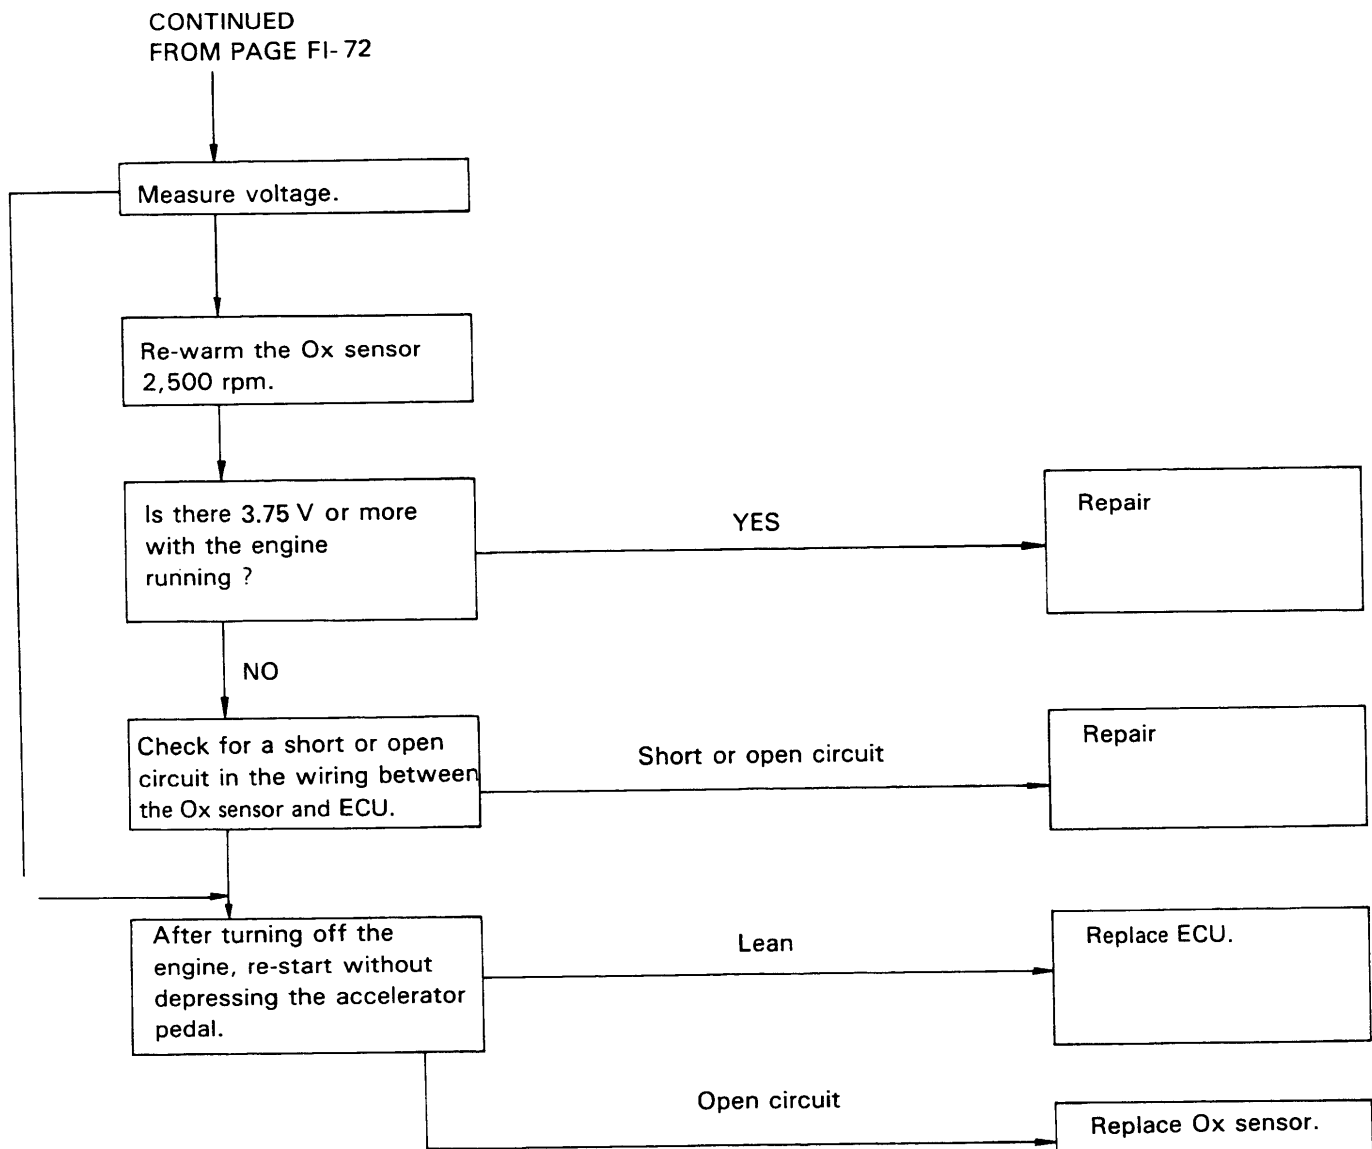 CONTINUED
FROM PAGE FI-72
Measure voltage.
Re-warm the Ox sensor
2,500 rpm.
Is there 3.75 V or more
with the engine
running ?
YES
Repair
NO
Check for a short or open
circuit in the wiring between
the Ox sensor and ECU.
Short or open circuit
Repair
After turning off the
engine, re-start without
depressing the accelerator
pedal.
Lean
Replace ECU.
Open circuit
Replace Ox sensor.